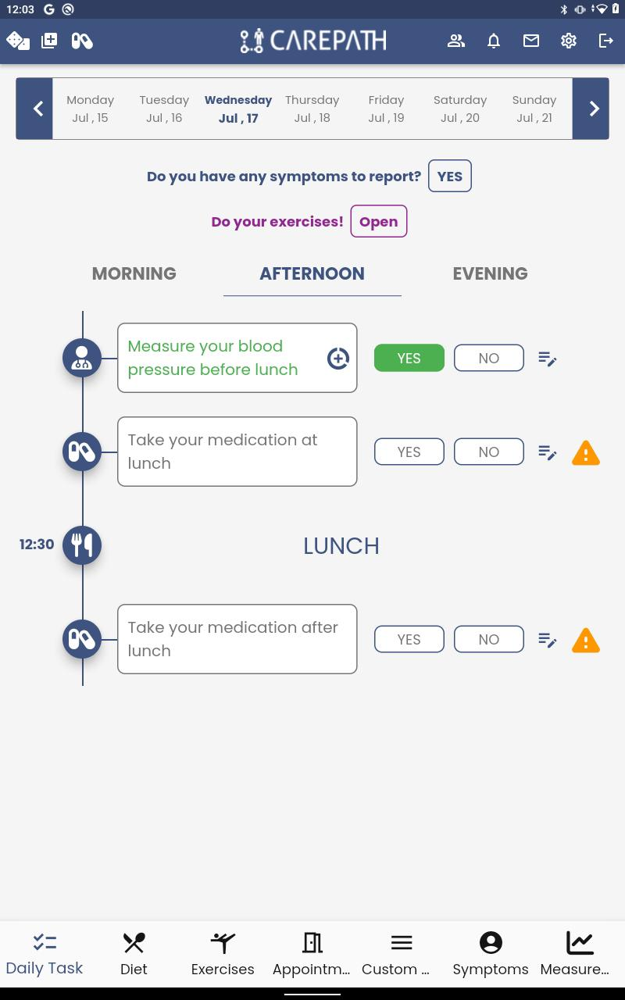 12:03
CAREPATH
Monday Tuesday Wednesday Thursday Friday Saturday Sunday
Jul , 15 Jul , 16 Jul , 17 Jul , 18 Jul , 19 Jul , 20 Jul , 21
Do you have any symptoms to report? YES
Do your exercises! Open
MORNING AFTERNOON EVENING
Measure your blood
pressure before lunch
YES NO
Take your medication at
lunch
YES NO
12:30 LUNCH
Take your medication after
lunch
YES NO
Daily Task Diet Exercises Appointm... Custom ... Symptoms Measure...